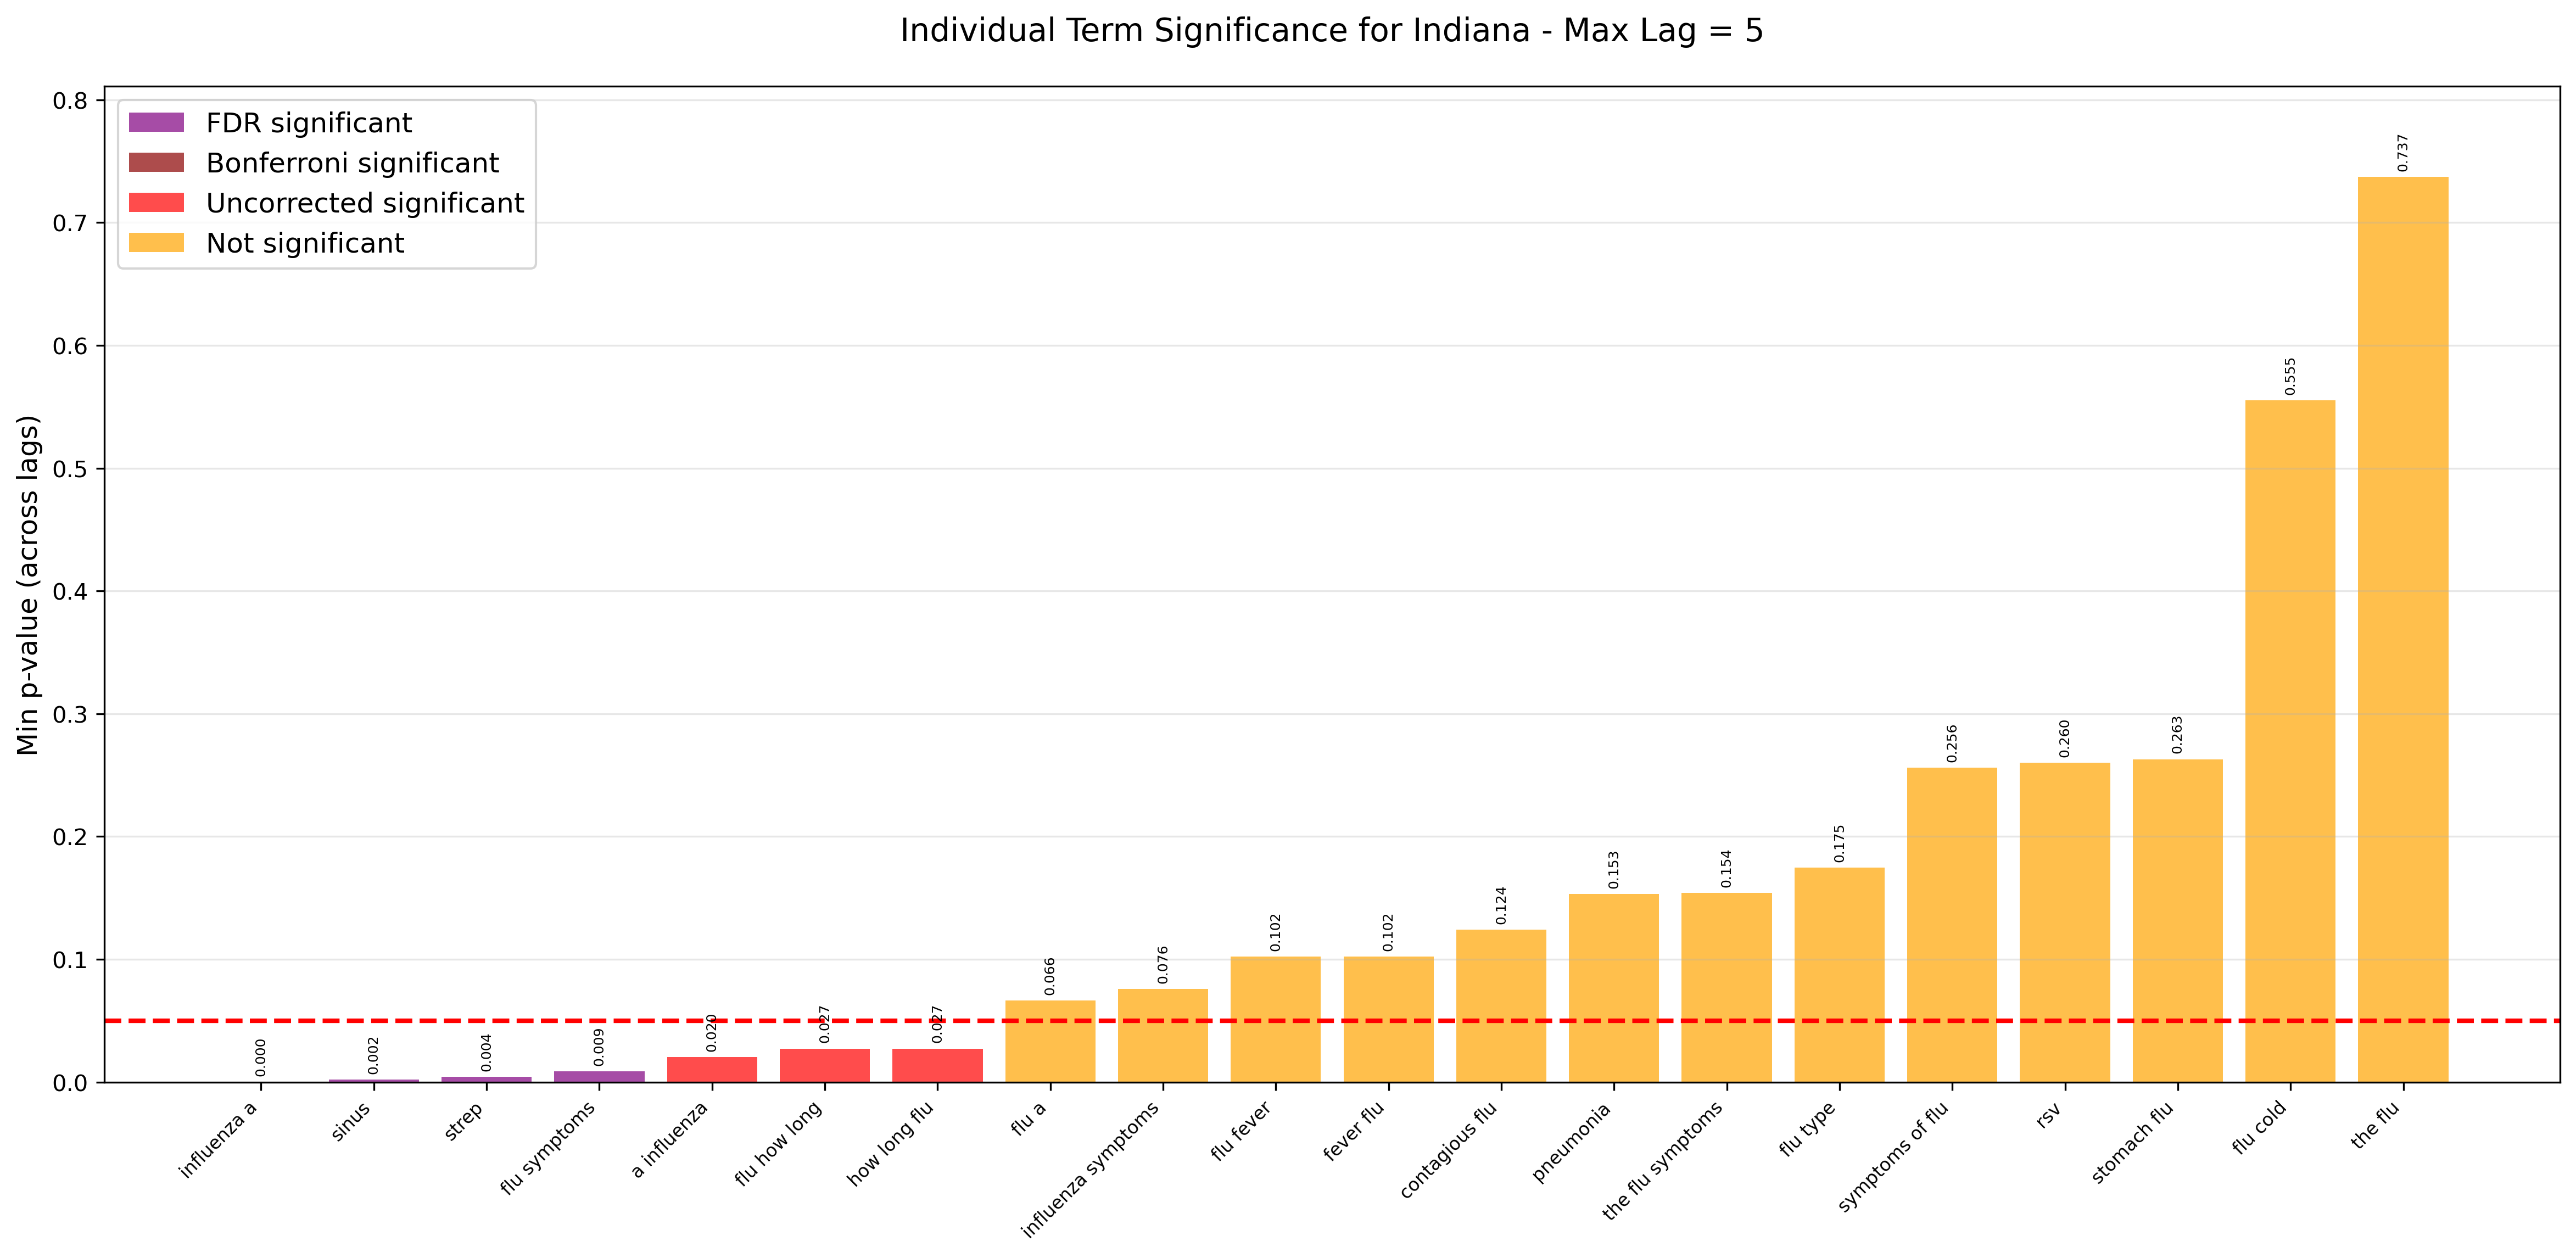 Individual Term Significance for Indiana - Max Lag = 5
Min p-value (across lags)
0.8
0.7
0.6
0.5
0.4
0.3
0.2
0.1
0.0
FDR significant
Bonferroni significant
Uncorrected significant
Not significant
0.000
0.002
0.004
0.009
0.020
0.027
0.027
0.066
0.076
0.102
0.102
0.124
0.153
0.154
0.175
0.256
0.260
0.263
0.555
0.737
influenza a
sinus
strep
flu symptoms
a influenza
flu how long
how long flu
flu a
influenza symptoms
flu fever
fever flu
contagious flu
pneumonia
the flu symptoms
flu type
symptoms of flu
rsv
stomach flu
flu cold
the flu